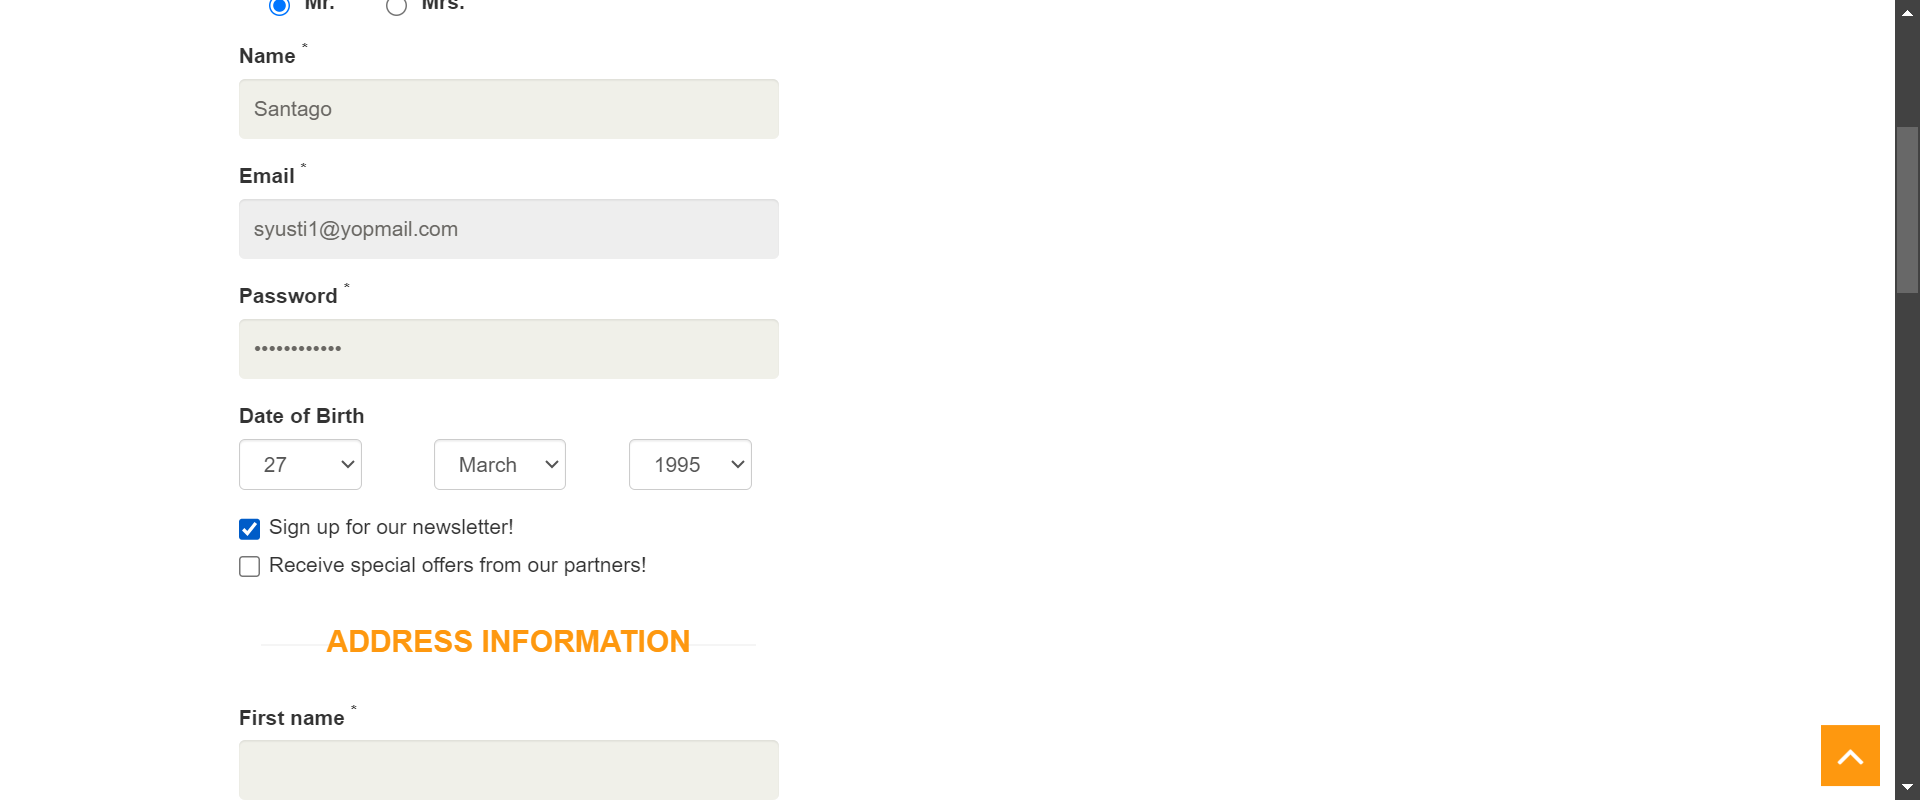 Mr. Mrs.
Name *
Santago
Email *
syusti1@yopmail.com
Password *
••••••••••••
Date of Birth
27 March 1995
Sign up for our newsletter!
Receive special offers from our partners!
ADDRESS INFORMATION
First name *